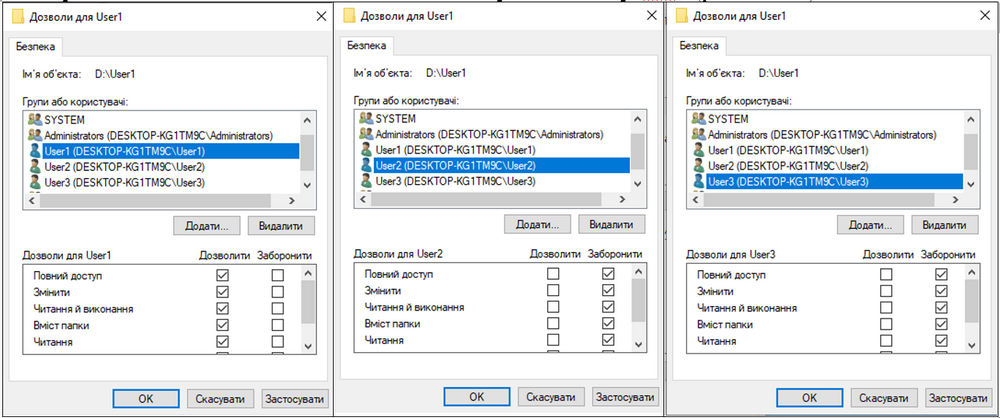 Дозволи для User1
Безпека
Ім'я об'єкта: D:\User1
Групи або користувачі:
SYSTEM
Administrators (DESKTOP-KG1TM9C\Administrators)
User1 (DESKTOP-KG1TM9C\User1)
User2 (DESKTOP-KG1TM9C\User2)
User3 (DESKTOP-KG1TM9C\User3)
Додати... Видалити
Дозволи для User1 Дозволити Заборонити
Повний доступ
Змінити
Читання й виконання
Вміст папки
Читання
OK Скасувати Застосувати
Дозволи для User1
Безпека
Ім'я об'єкта: D:\User1
Групи або користувачі:
SYSTEM
Administrators (DESKTOP-KG1TM9C\Administrators)
User1 (DESKTOP-KG1TM9C\User1)
User2 (DESKTOP-KG1TM9C\User2)
User3 (DESKTOP-KG1TM9C\User3)
Додати... Видалити
Дозволи для User2 Дозволити Заборонити
Повний доступ
Змінити
Читання й виконання
Вміст папки
Читання
OK Скасувати Застосувати
Дозволи для User1
Безпека
Ім'я об'єкта: D:\User1
Групи або користувачі:
SYSTEM
Administrators (DESKTOP-KG1TM9C\Administrators)
User1 (DESKTOP-KG1TM9C\User1)
User2 (DESKTOP-KG1TM9C\User2)
User3 (DESKTOP-KG1TM9C\User3)
Додати... Видалити
Дозволи для User3 Дозволити Заборонити
Повний доступ
Змінити
Читання й виконання
Вміст папки
Читання
OK Скасувати Застосувати